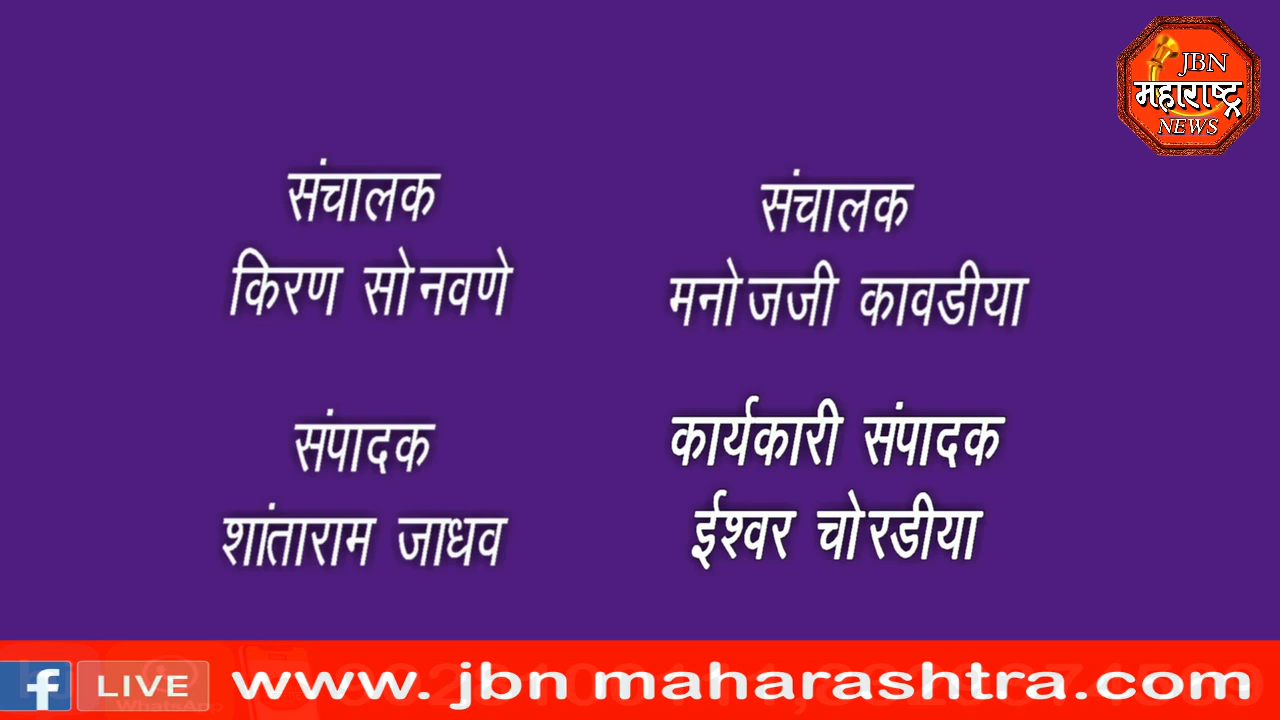 JBN
महाराष्ट्र
NEWS
संचालक
किरण सोनवणे
संचालक
मनोजजी कावडीया
संपादक
शांताराम जाधव
कार्यकारी संपादक
ईश्वर चोरडीया
f LIVE
www. jbn maharashtra.com
WhatsApp